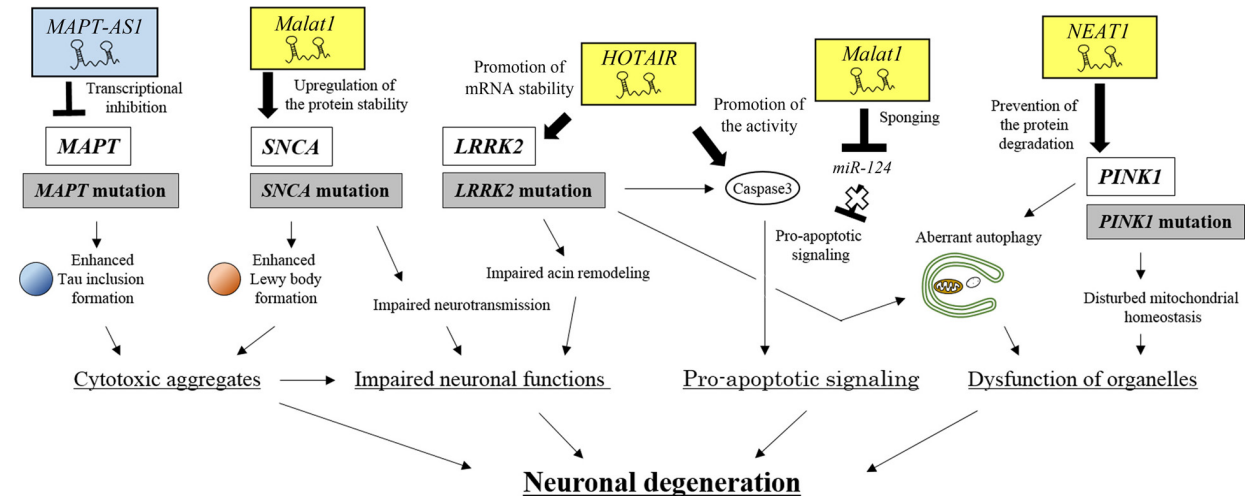 MAPT-AS1
Transcriptional
inhibition
MAPT
MAPT mutation
Enhanced
Tau inclusion
formation
Malat1
Upregulation of
the protein stability
SNCA
SNCA mutation
Enhanced
Lewy body
formation
Impaired neurotransmission
HOTAIR
Promotion of
mRNA stability
LRRK2
LRRK2 mutation
Impaired acin remodeling
Promotion of
the activity
Caspase3
Malat1
Sponging
miR-124
Pro-apoptotic
signaling
NEAT1
Prevention of
the protein
degradation
PINK1
PINK1 mutation
Aberrant autophagy
Disturbed mitochondrial
homeostasis
Cytotoxic aggregates
Impaired neuronal functions
Pro-apoptotic signaling
Dysfunction of organelles
Neuronal degeneration